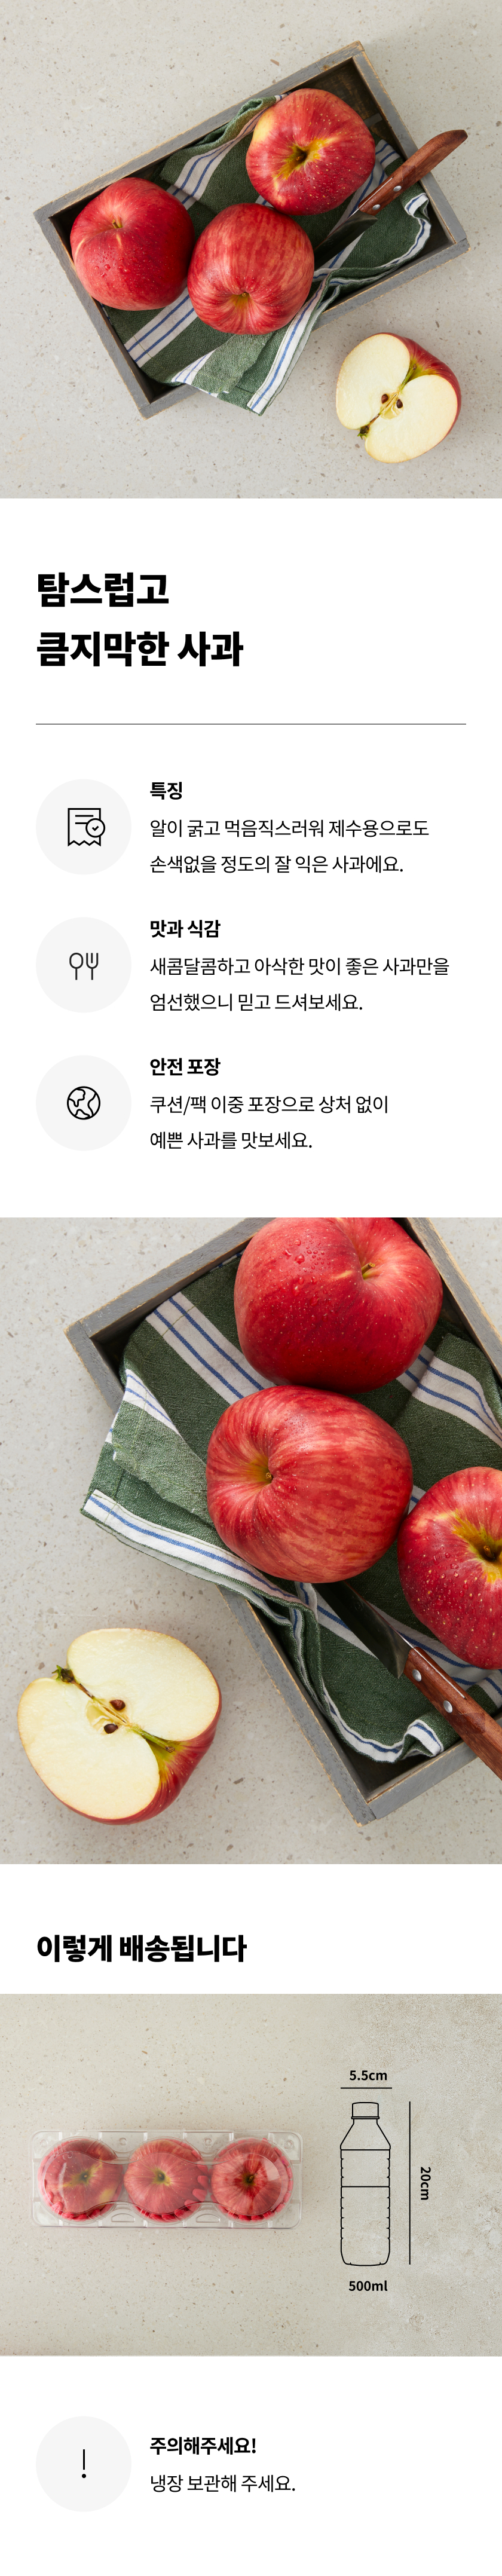 탐스럽고
큼지막한 사과
특징
알이 굵고 먹음직스러워 제수용으로도
손색없을 정도의 잘 익은 사과에요.
맛과 식감
새콤달콤하고 아삭한 맛이 좋은 사과만을
엄선했으니 믿고 드셔보세요.
안전 포장
쿠션/팩 이중 포장으로 상처 없이
예쁜 사과를 맛보세요.
이렇게 배송됩니다
5.5cm
20cm
500ml
주의해주세요!
냉장 보관해 주세요.